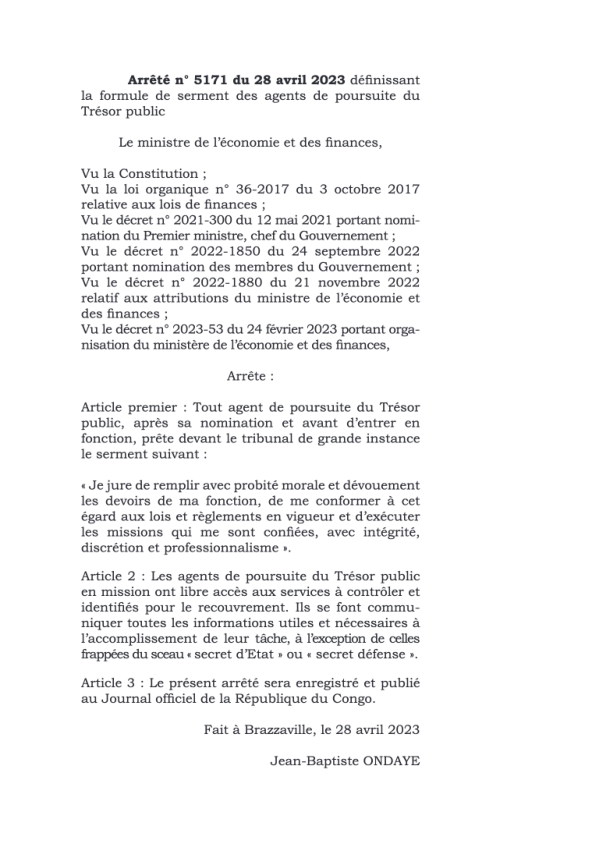 Arrêté n° 5171 du 28 avril 2023 définissant
la formule de serment des agents de poursuite du
Trésor public
Le ministre de l'économie et des finances,
Vu la Constitution ;
Vu la loi organique n° 36-2017 du 3 octobre 2017
relative aux lois de finances ;
Vu le décret n° 2021-300 du 12 mai 2021 portant nomi-
nation du Premier ministre, chef du Gouvernement ;
Vu le décret n° 2022-1850 du 24 septembre 2022
portant nomination des membres du Gouvernement ;
Vu le décret n° 2022-1880 du 21 novembre 2022
relatif aux attributions du ministre de l'économie et
des finances ;
Vu le décret n° 2023-53 du 24 février 2023 portant orga-
nisation du ministère de l'économie et des finances,
Arrête :
Article premier : Tout agent de poursuite du Trésor
public, après sa nomination et avant d'entrer en
fonction, prête devant le tribunal de grande instance
le serment suivant :
« Je jure de remplir avec probité morale et dévouement
les devoirs de ma fonction, de me conformer à cet
égard aux lois et règlements en vigueur et d'exécuter
les missions qui me sont confiées, avec intégrité,
discrétion et professionnalisme ».
Article 2 : Les agents de poursuite du Trésor public
en mission ont libre accès aux services à contrôler et
identifiés pour le recouvrement. Ils se font commu-
niquer toutes les informations utiles et nécessaires à
l'accomplissement de leur tâche, à l'exception de celles
frappées du sceau « secret d'Etat » ou « secret défense ».
Article 3 : Le présent arrêté sera enregistré et publié
au Journal officiel de la République du Congo.
Fait à Brazzaville, le 28 avril 2023
Jean-Baptiste ONDAYE